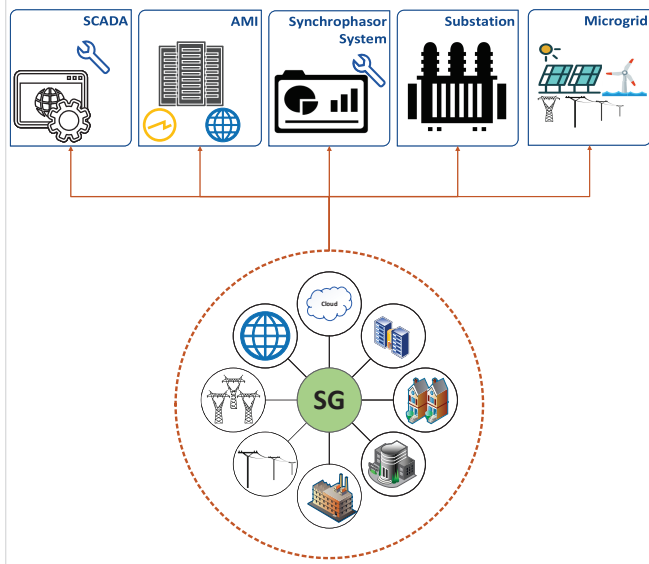 SCADA
AMI
Synchrophasor
System
Substation
Microgrid
Cloud
SG